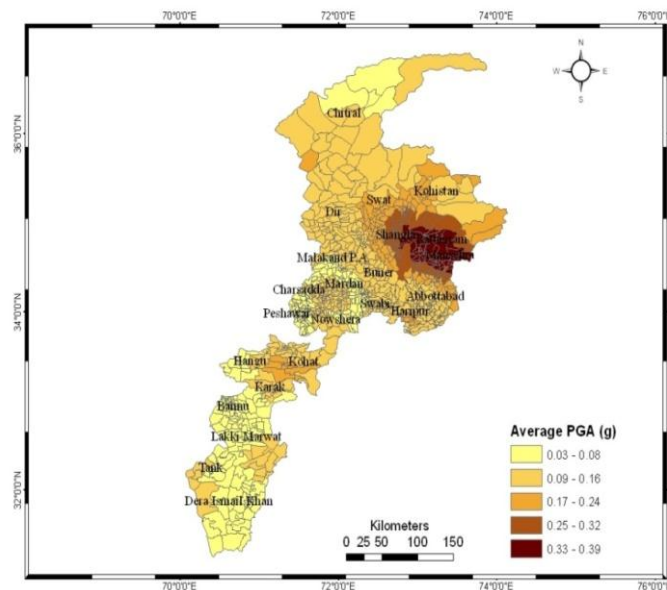 70°0'0"E 72°0'0"E 74°0'0"E 76°0'0"E
N
W E
S
Chitral
36°0'0"N
Kohistan
Swat
Dir
Shangla
Malakand P.A
Buner
Mardan
Charsadda
Abbottabad
Swabi
34°0'0"N
Haripur
Peshawar
Nowshera
Hangu Kohat
Karak
Bannu
Lakki Marwat
Average PGA (g)
0.03 - 0.08
Tank
0.09 - 0.16
32°0'0"N
Dera Ismail Khan
0.17 - 0.24
Kilometers
0.25 - 0.32
0 25 50 100 150
0.33 - 0.39
70°0'0"E 72°0'0"E 74°0'0"E 76°0'0"E